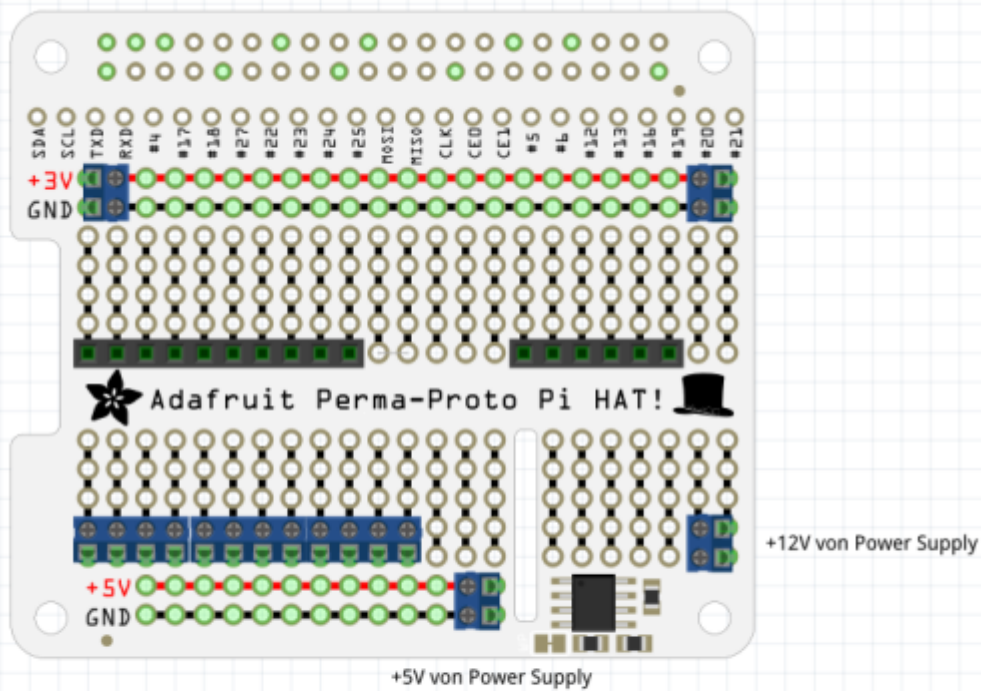 SDA SCL TXD RXD #4 #17 #18 #27 #22 #23 #24 #25 MOSI MISO CLK CE0 CE1 #5 #6 #12 #13 #16 #19 #20 #21
+3V
GND
Adafruit Perma-Proto Pi HAT!
+12V von Power Supply
+5V
GND
+5V von Power Supply